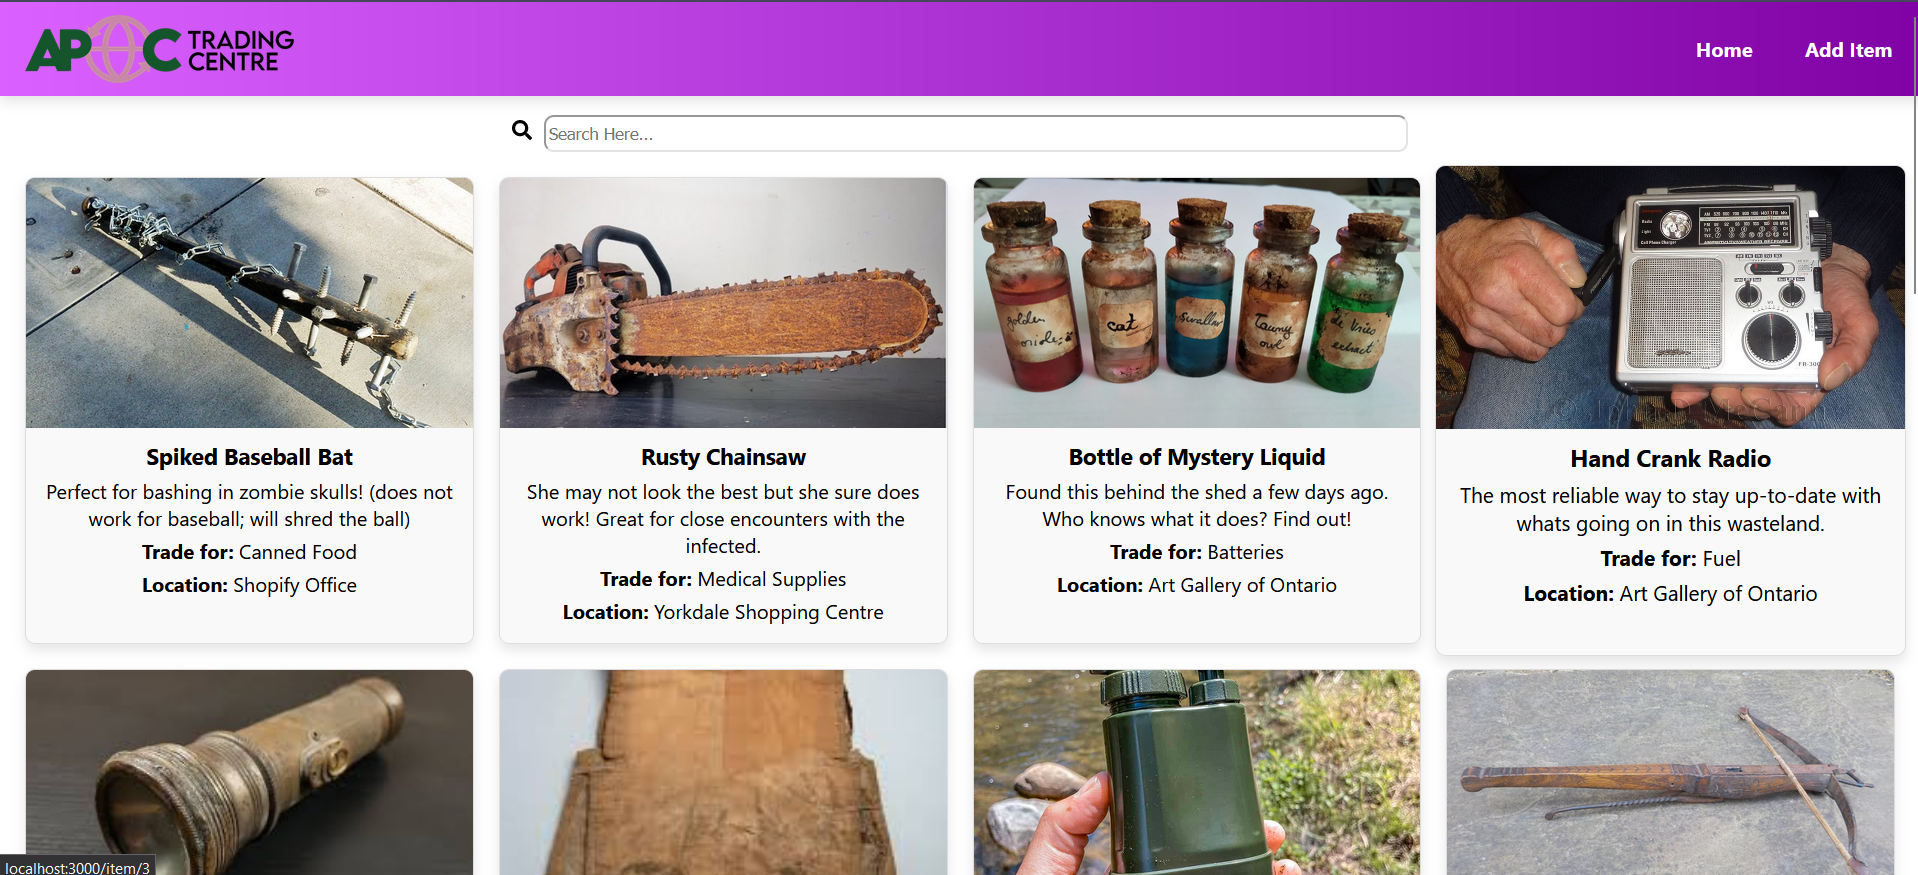 APOC TRADING
CENTRE
Home
Add Item
Search Here...
golden
cat
swallow
Tawny
owl
de Vries
extract
Spiked Baseball Bat
Perfect for bashing in zombie skulls! (does not
work for baseball; will shred the ball)
Trade for: Canned Food
Location: Shopify Office
Rusty Chainsaw
She may not look the best but she sure does
work! Great for close encounters with the
infected.
Trade for: Medical Supplies
Location: Yorkdale Shopping Centre
Bottle of Mystery Liquid
Found this behind the shed a few days ago.
Who knows what it does? Find out!
Trade for: Batteries
Location: Art Gallery of Ontario
Hand Crank Radio
The most reliable way to stay up-to-date with
whats going on in this wasteland.
Trade for: Fuel
Location: Art Gallery of Ontario
localhost:3000/item/3